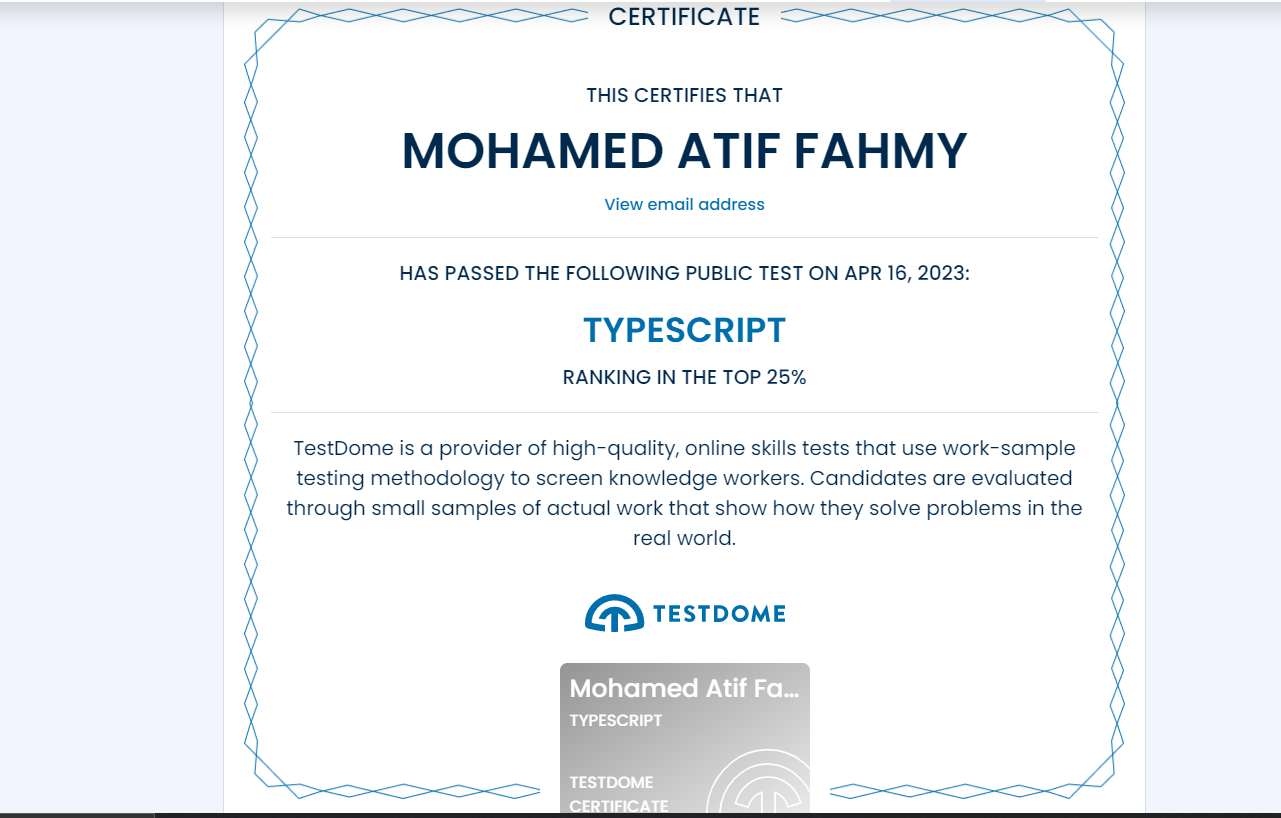 CERTIFICATE
THIS CERTIFIES THAT
MOHAMED ATIF FAHMY
View email address
HAS PASSED THE FOLLOWING PUBLIC TEST ON APR 16, 2023:
TYPESCRIPT
RANKING IN THE TOP 25%
TestDome is a provider of high-quality, online skills tests that use work-sample
testing methodology to screen knowledge workers. Candidates are evaluated
through small samples of actual work that show how they solve problems in the
real world.
TESTDOME
Mohamed Atif Fa...
TYPESCRIPT
TESTDOME
CERTIFICATE